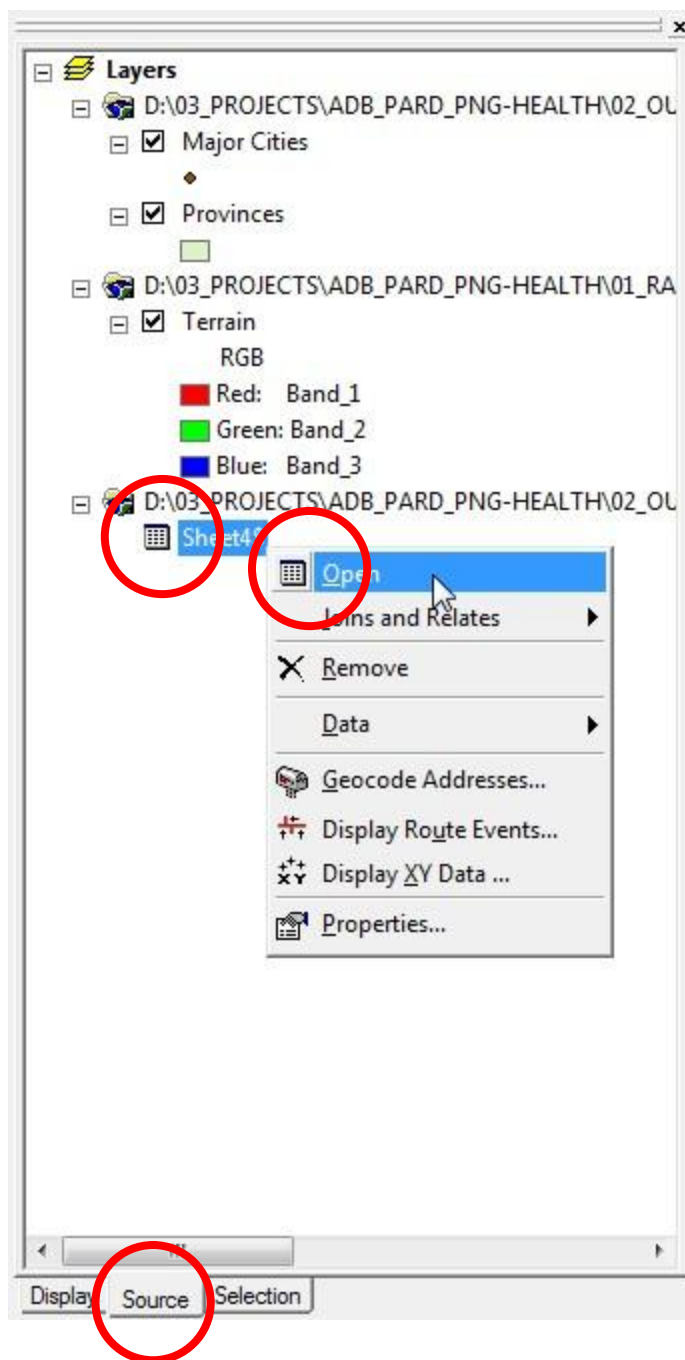 Layers
D:\03_PROJECTS\ADB_PARD_PNG-HEALTH\02_OU
Major Cities
Provinces
D:\03_PROJECTS\ADB_PARD_PNG-HEALTH\01_RA
Terrain
RGB
Red: Band_1
Green: Band_2
Blue: Band_3
D:\03_PROJECTS\ADB_PARD_PNG-HEALTH\02_OU
Open
Joins and Relates
Remove
Data
Geocode Addresses...
Display Route Events...
Display XY Data ...
Properties...
Display Source Selection